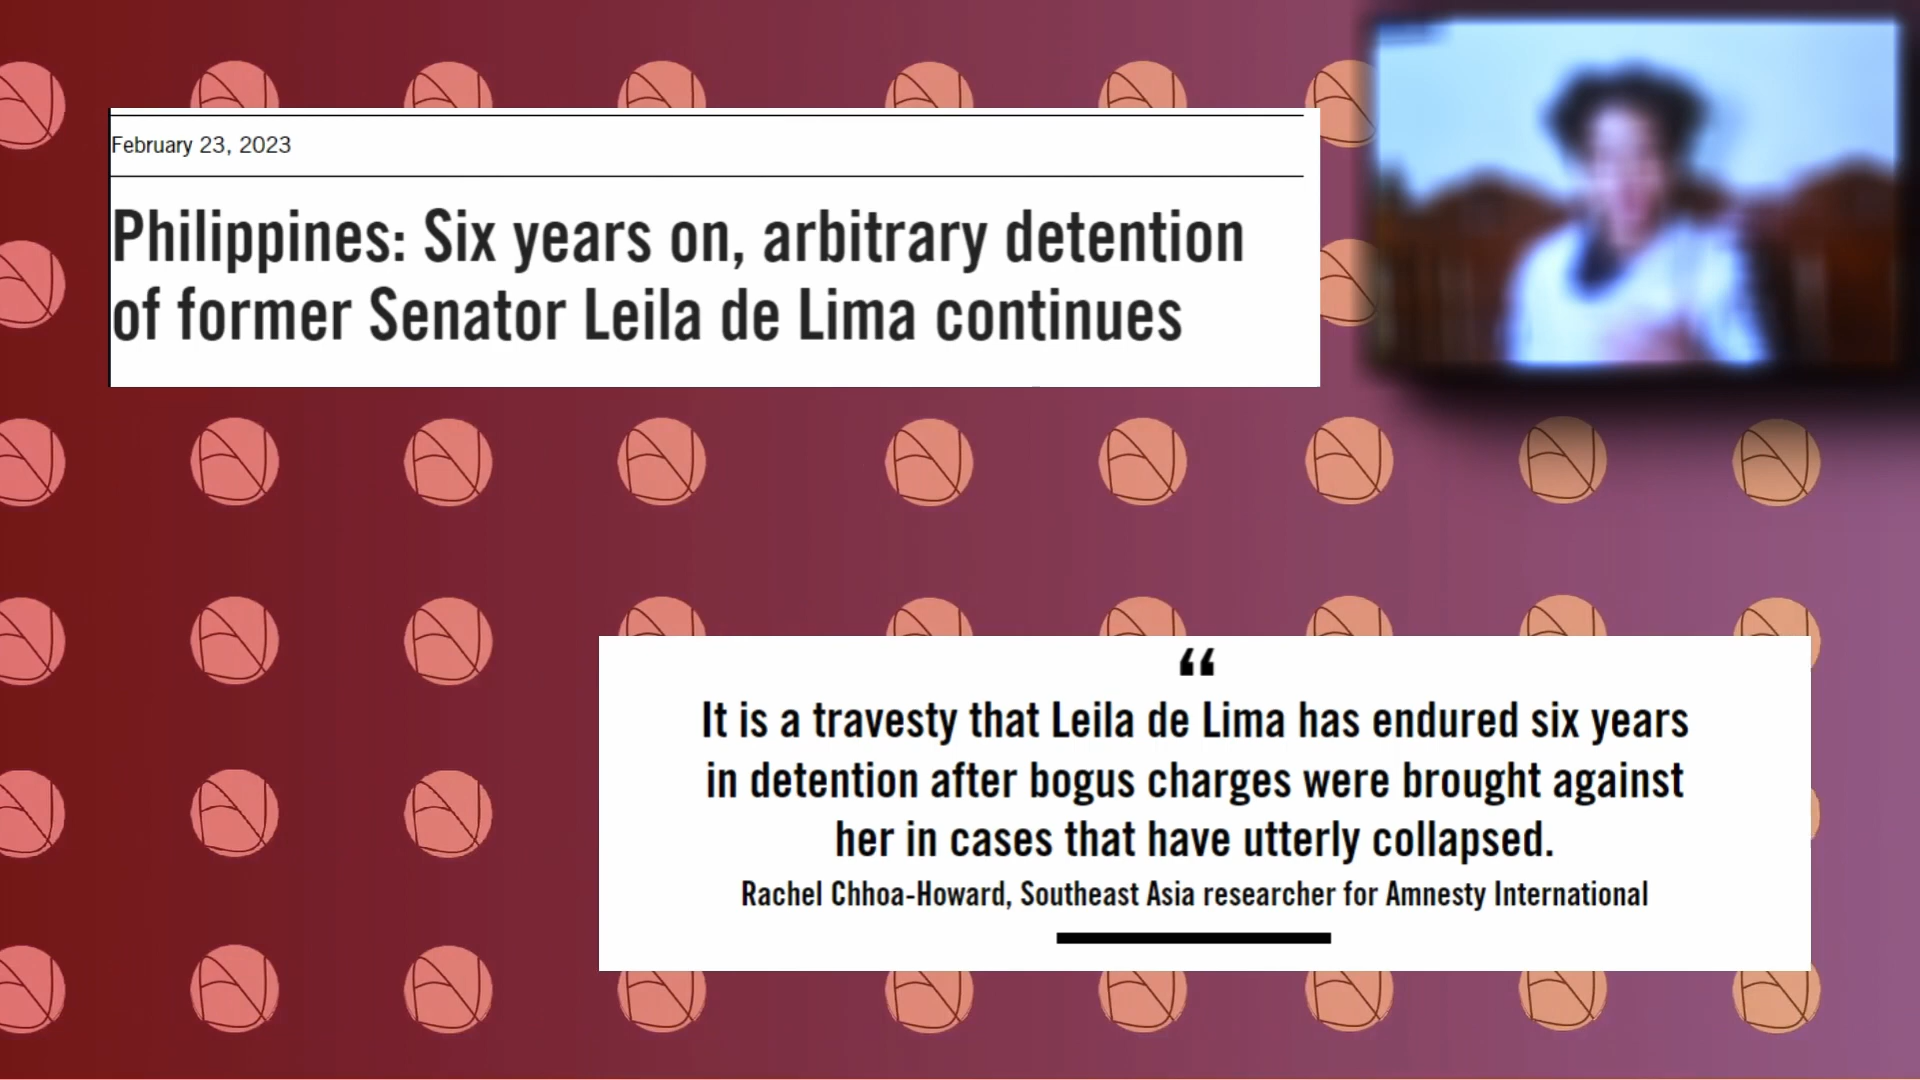 February 23, 2023
Philippines: Six years on, arbitrary detention
of former Senator Leila de Lima continues
“
It is a travesty that Leila de Lima has endured six years
in detention after bogus charges were brought against
her in cases that have utterly collapsed.
Rachel Chhoa-Howard, Southeast Asia researcher for Amnesty International